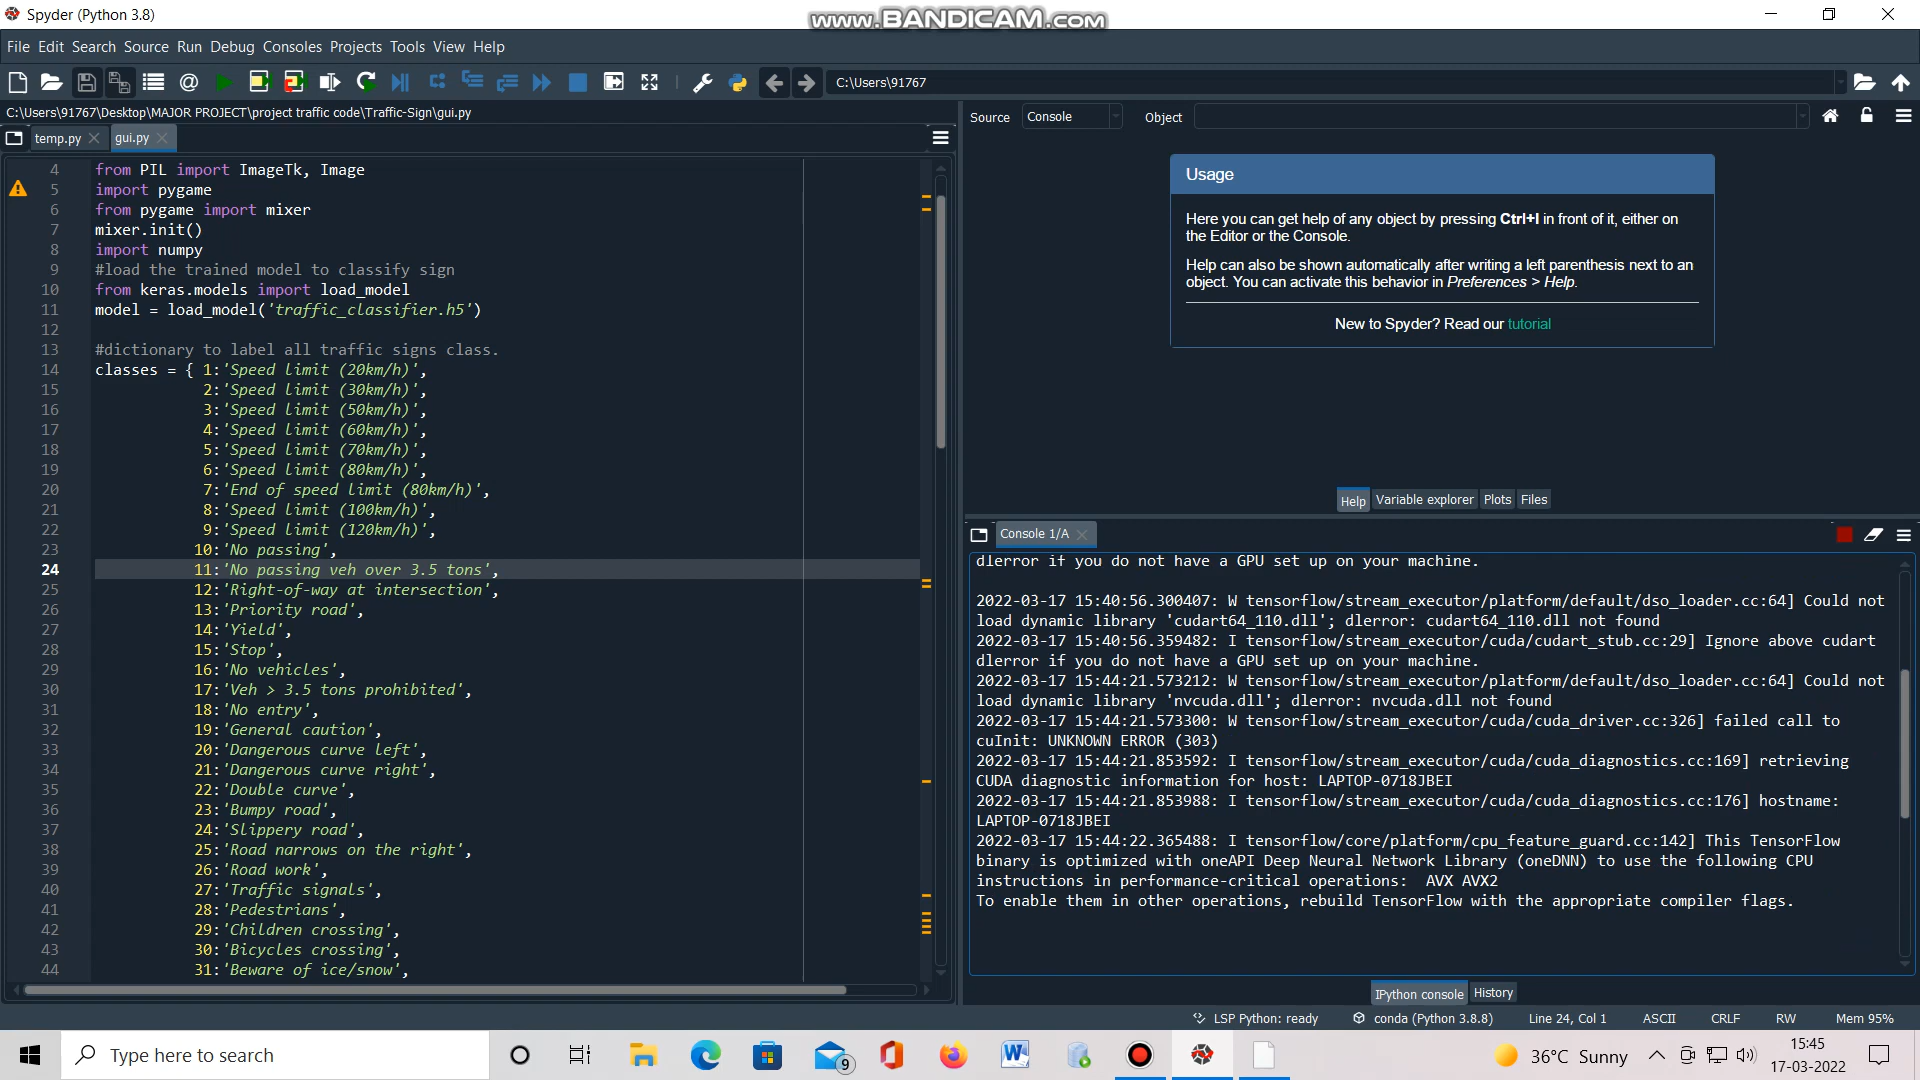 Spyder (Python 3.8)
www.BANDICAM.com
File Edit Search Source Run Debug Consoles Projects Tools View Help
C:\Users\91767
C:\Users\91767\Desktop\MAJOR PROJECT\project traffic code\Traffic-Sign\gui.py
temp.py
gui.py
4 from PIL import ImageTk, Image
5 import pygame
6 from pygame import mixer
7 mixer.init()
8 import numpy
9 #load the trained model to classify sign
10 from keras.models import load_model
11 model = load_model('traffic_classifier.h5')
12
13 #dictionary to label all traffic signs class.
14 classes = { 1:'Speed limit (20km/h)',
15 2:'Speed limit (30km/h)',
16 3:'Speed limit (50km/h)',
17 4:'Speed limit (60km/h)',
18 5:'Speed limit (70km/h)',
19 6:'Speed limit (80km/h)',
20 7:'End of speed limit (80km/h)',
21 8:'Speed limit (100km/h)',
22 9:'Speed limit (120km/h)',
23 10:'No passing',
24 11:'No passing veh over 3.5 tons',
25 12:'Right-of-way at intersection',
26 13:'Priority road',
27 14:'Yield',
28 15:'Stop',
29 16:'No vehicles',
30 17:'Veh > 3.5 tons prohibited',
31 18:'No entry',
32 19:'General caution',
33 20:'Dangerous curve left',
34 21:'Dangerous curve right',
35 22:'Double curve',
36 23:'Bumpy road',
37 24:'Slippery road',
38 25:'Road narrows on the right',
39 26:'Road work',
40 27:'Traffic signals',
41 28:'Pedestrians',
42 29:'Children crossing',
43 30:'Bicycles crossing',
44 31:'Beware of ice/snow',
Source Console Object
Usage
Here you can get help of any object by pressing Ctrl+I in front of it, either on
the Editor or the Console.
Help can also be shown automatically after writing a left parenthesis next to an
object. You can activate this behavior in Preferences > Help.
New to Spyder? Read our tutorial
Help Variable explorer Plots Files
Console 1/A
dlerror if you do not have a GPU set up on your machine.
2022-03-17 15:40:56.300407: W tensorflow/stream_executor/platform/default/dso_loader.cc:64] Could not
load dynamic library 'cudart64_110.dll'; dlerror: cudart64_110.dll not found
2022-03-17 15:40:56.359482: I tensorflow/stream_executor/cuda/cudart_stub.cc:29] Ignore above cudart
dlerror if you do not have a GPU set up on your machine.
2022-03-17 15:44:21.573212: W tensorflow/stream_executor/platform/default/dso_loader.cc:64] Could not
load dynamic library 'nvcuda.dll'; dlerror: nvcuda.dll not found
2022-03-17 15:44:21.573300: W tensorflow/stream_executor/cuda/cuda_driver.cc:326] failed call to
cuInit: UNKNOWN ERROR (303)
2022-03-17 15:44:21.853592: I tensorflow/stream_executor/cuda/cuda_diagnostics.cc:169] retrieving
CUDA diagnostic information for host: LAPTOP-0718JBEI
2022-03-17 15:44:21.853988: I tensorflow/stream_executor/cuda/cuda_diagnostics.cc:176] hostname:
LAPTOP-0718JBEI
2022-03-17 15:44:22.365488: I tensorflow/core/platform/cpu_feature_guard.cc:142] This TensorFlow
binary is optimized with oneAPI Deep Neural Network Library (oneDNN) to use the following CPU
instructions in performance-critical operations:  AVX AVX2
To enable them in other operations, rebuild TensorFlow with the appropriate compiler flags.
IPython console History
LSP Python: ready conda (Python 3.8.8) Line 24, Col 1 ASCII CRLF RW Mem 95%
Type here to search
9
36°C Sunny
15:45
17-03-2022